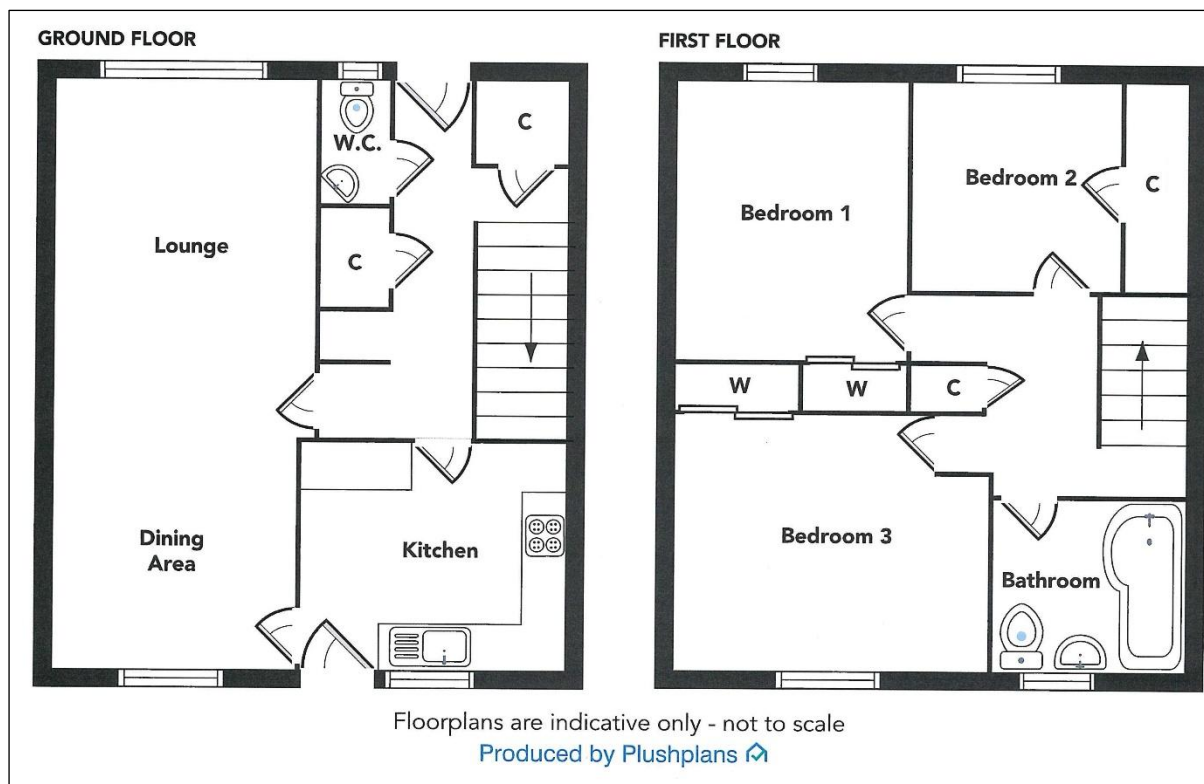 GROUND FLOOR
W.C.
C
Lounge
C
Dining
Area
Kitchen
FIRST FLOOR
Bedroom 1
Bedroom 2
C
W
W
C
Bedroom 3
Bathroom
Floorplans are indicative only - not to scale
Produced by Plushplans